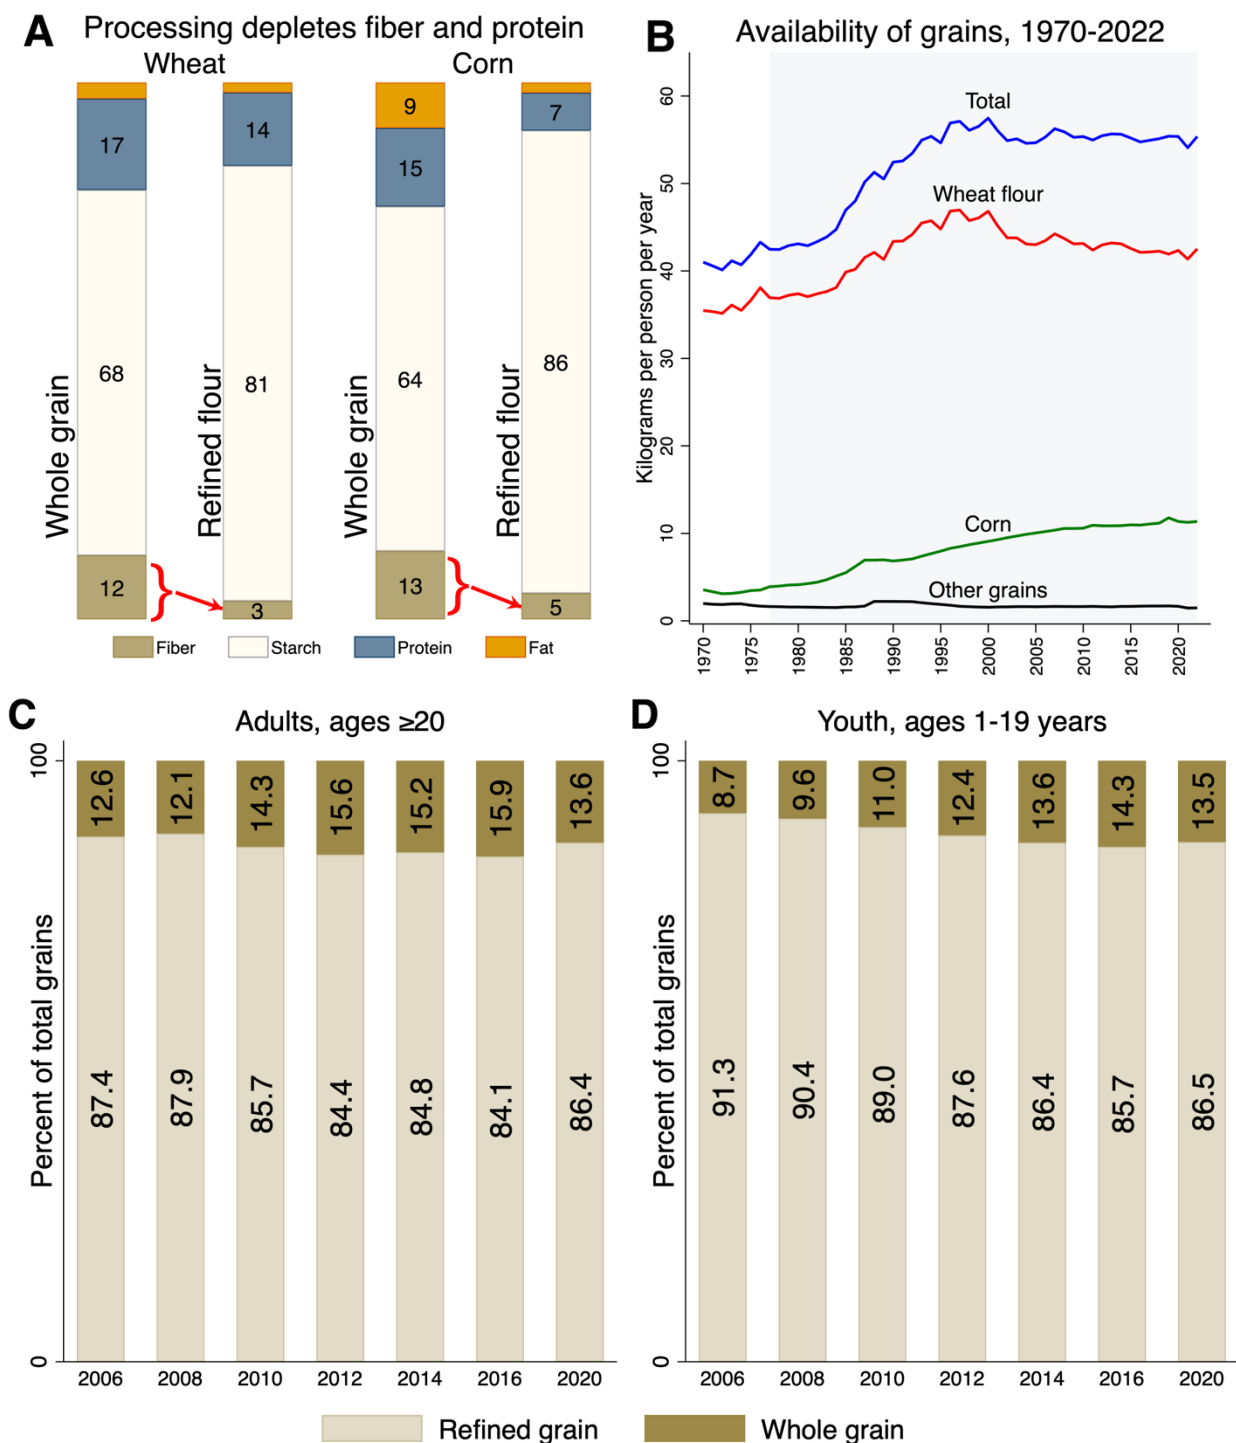 A Processing depletes fiber and protein
Wheat Corn
17
68
12
Whole grain
14
81
3
Refined flour
9
15
64
13
Whole grain
7
86
5
Refined flour
Fiber Starch Protein Fat
B Availability of grains, 1970-2022
Kilograms per person per year
60
50
40
30
20
10
0
Total
Wheat flour
Corn
Other grains
1970 1975 1980 1985 1990 1995 2000 2005 2010 2015 2020
C Adults, ages ≥20
Percent of total grains
100
0
12.6 12.1 14.3 15.6 15.2 15.9 13.6
87.4 87.9 85.7 84.4 84.8 84.1 86.4
2006 2008 2010 2012 2014 2016 2020
D Youth, ages 1-19 years
Percent of total grains
100
0
8.7 9.6 11.0 12.4 13.6 14.3 13.5
91.3 90.4 89.0 87.6 86.4 85.7 86.5
2006 2008 2010 2012 2014 2016 2020
Refined grain Whole grain